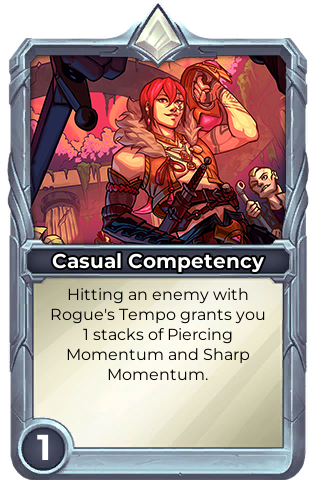 Casual Competency
Hitting an enemy with
Rogue's Tempo grants you
1 stacks of Piercing
Momentum and Sharp
Momentum.
1